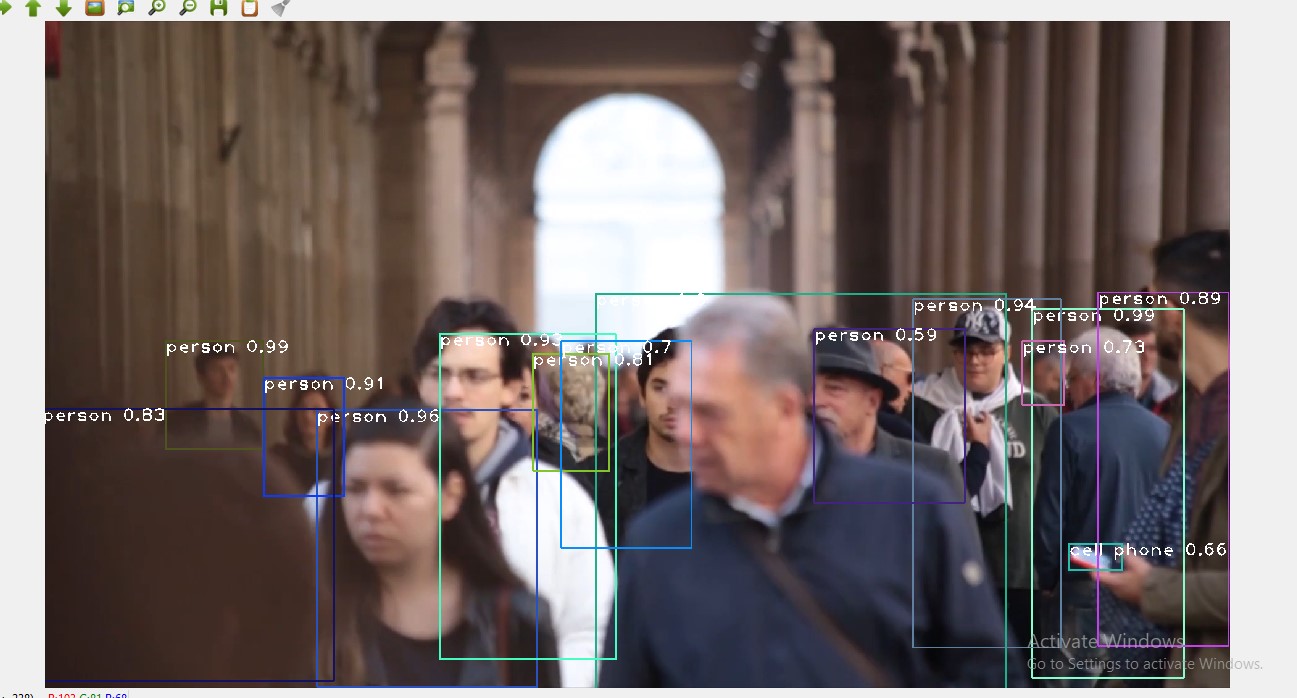 person 0.89
person 0.94
person 0.99
person 0.59
person 0.93
person 0.99
person 0.7
person 0.73
person 0.81
person 0.91
person 0.83
person 0.96
cell phone 0.66
Activate Windows
Go to Settings to activate Windows.